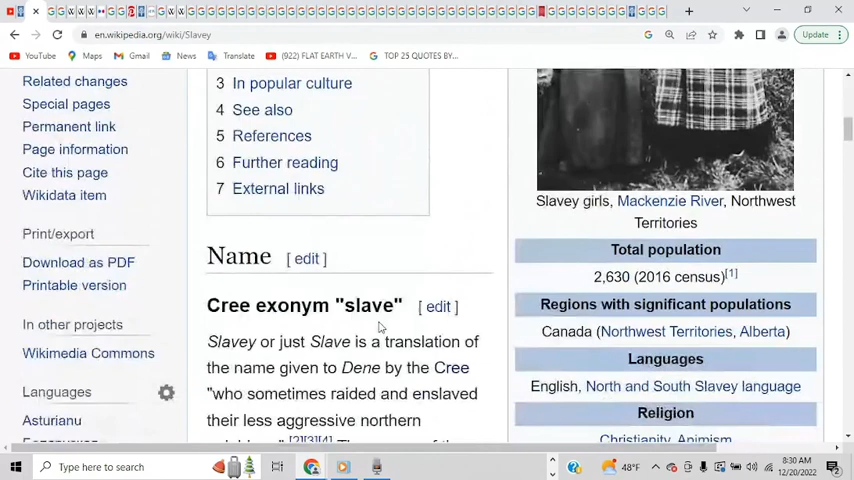 en.wikipedia.org/wiki/Slavey
Update
YouTube
Maps
Gmail
News
Translate
(922) FLAT EARTH V...
TOP 25 QUOTES BY...
Related changes
Special pages
Permanent link
Page information
Cite this page
Wikidata item
Print/export
Download as PDF
Printable version
In other projects
Wikimedia Commons
Languages
Asturianu
3 In popular culture
4 See also
5 References
6 Further reading
7 External links
Name [ edit ]
Cree exonym "slave" [ edit ]
Slavey or just Slave is a translation of
the name given to Dene by the Cree
"who sometimes raided and enslaved
their less aggressive northern
[2][3][4]
Slavey girls, Mackenzie River, Northwest
Territories
Total population
2,630 (2016 census)[1]
Regions with significant populations
Canada (Northwest Territories, Alberta)
Languages
English, North and South Slavey language
Religion
Christianity, Animism
Type here to search
48°F
8:30 AM
12/20/2022
2